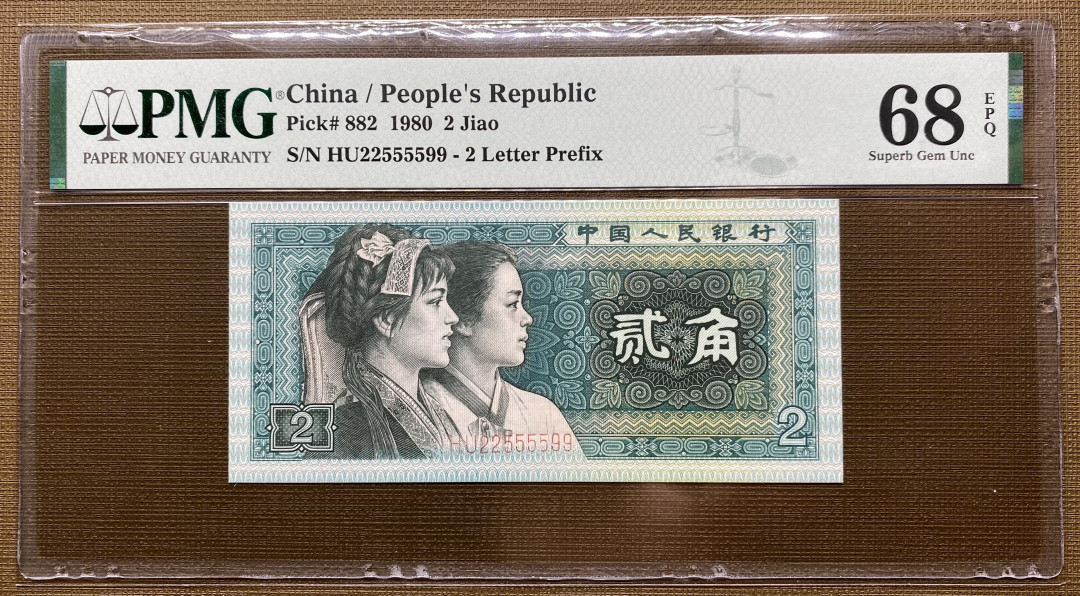 PMG®
PAPER MONEY GUARANTY
China / People's Republic
Pick# 882 1980 2 Jiao
S/N HU22555599 - 2 Letter Prefix
68
EPQ
Superb Gem Unc
中国人民银行
贰角
2
HU22555599
2